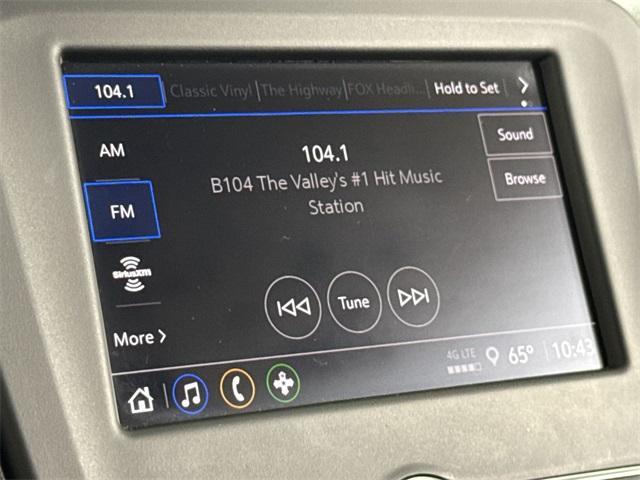 104.1 Classic Vinyl The Highway FOX Headli... Hold to Set
AM
104.1
Sound
B104 The Valley's #1 Hit Music
Station
Browse
FM
SiriusXM
Tune
More
4G LTE 65° 10:43